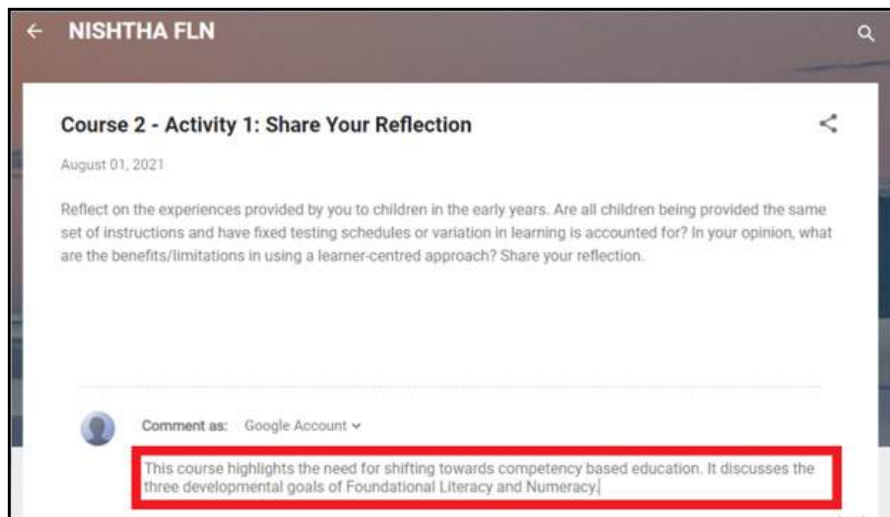 NISHTHA FLN
Course 2 - Activity 1: Share Your Reflection
August 01, 2021
Reflect on the experiences provided by you to children in the early years. Are all children being provided the same
set of instructions and have fixed testing schedules or variation in learning is accounted for? In your opinion, what
are the benefits/limitations in using a learner-centred approach? Share your reflection.
Comment as: Google Account
This course highlights the need for shifting towards competency based education. It discusses the
three developmental goals of Foundational Literacy and Numeracy.